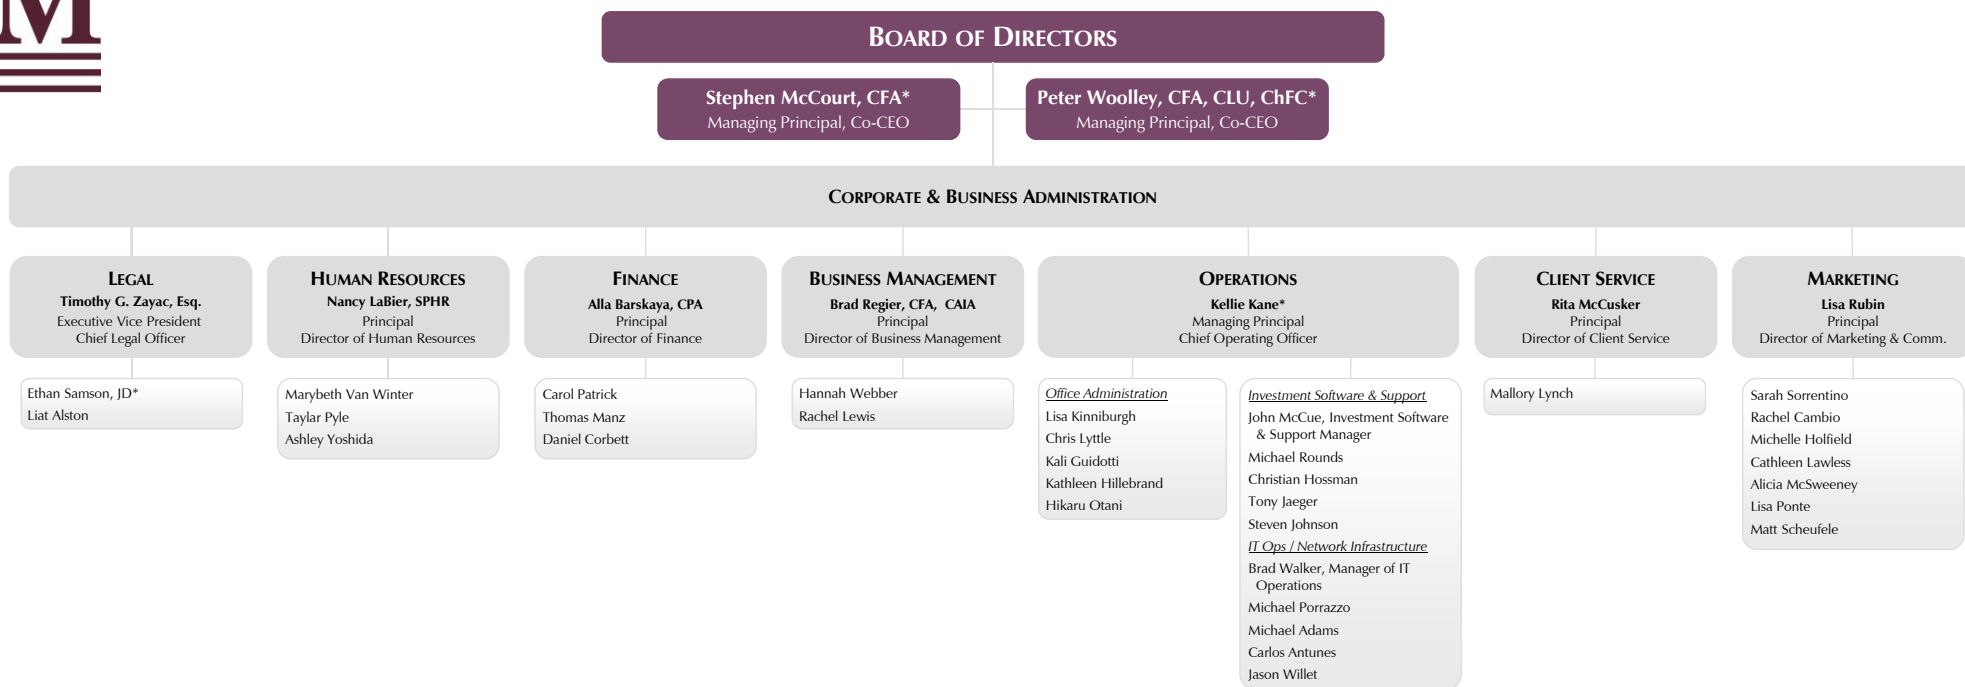 M
BOARD OF DIRECTORS
Stephen McCourt, CFA*
Managing Principal, Co-CEO
Peter Woolley, CFA, CLU, ChFC*
Managing Principal, Co-CEO
CORPORATE & BUSINESS ADMINISTRATION
LEGAL
Timothy G. Zayac, Esq.
Executive Vice President
Chief Legal Officer
Ethan Samson, JD*
Liat Alston
HUMAN RESOURCES
Nancy LaBier, SPHR
Principal
Director of Human Resources
Marybeth Van Winter
Taylar Pyle
Ashley Yoshida
FINANCE
Alla Barskaya, CPA
Principal
Director of Finance
Carol Patrick
Thomas Manz
Daniel Corbett
BUSINESS MANAGEMENT
Brad Regier, CFA, CAIA
Principal
Director of Business Management
Hannah Webber
Rachel Lewis
OPERATIONS
Kellie Kane*
Managing Principal
Chief Operating Officer
Office Administration
Lisa Kinniburgh
Chris Lyttle
Kali Guidotti
Kathleen Hillebrand
Hikaru Otani
Investment Software & Support
John McCue, Investment Software
& Support Manager
Michael Rounds
Christian Hossman
Tony Jaeger
Steven Johnson
IT Ops / Network Infrastructure
Brad Walker, Manager of IT
Operations
Michael Porrazzo
Michael Adams
Carlos Antunes
Jason Willet
CLIENT SERVICE
Rita McCusker
Principal
Director of Client Service
Mallory Lynch
MARKETING
Lisa Rubin
Principal
Director of Marketing & Comm.
Sarah Sorrentino
Rachel Cambio
Michelle Holfield
Cathleen Lawless
Alicia McSweeney
Lisa Ponte
Matt Scheufele